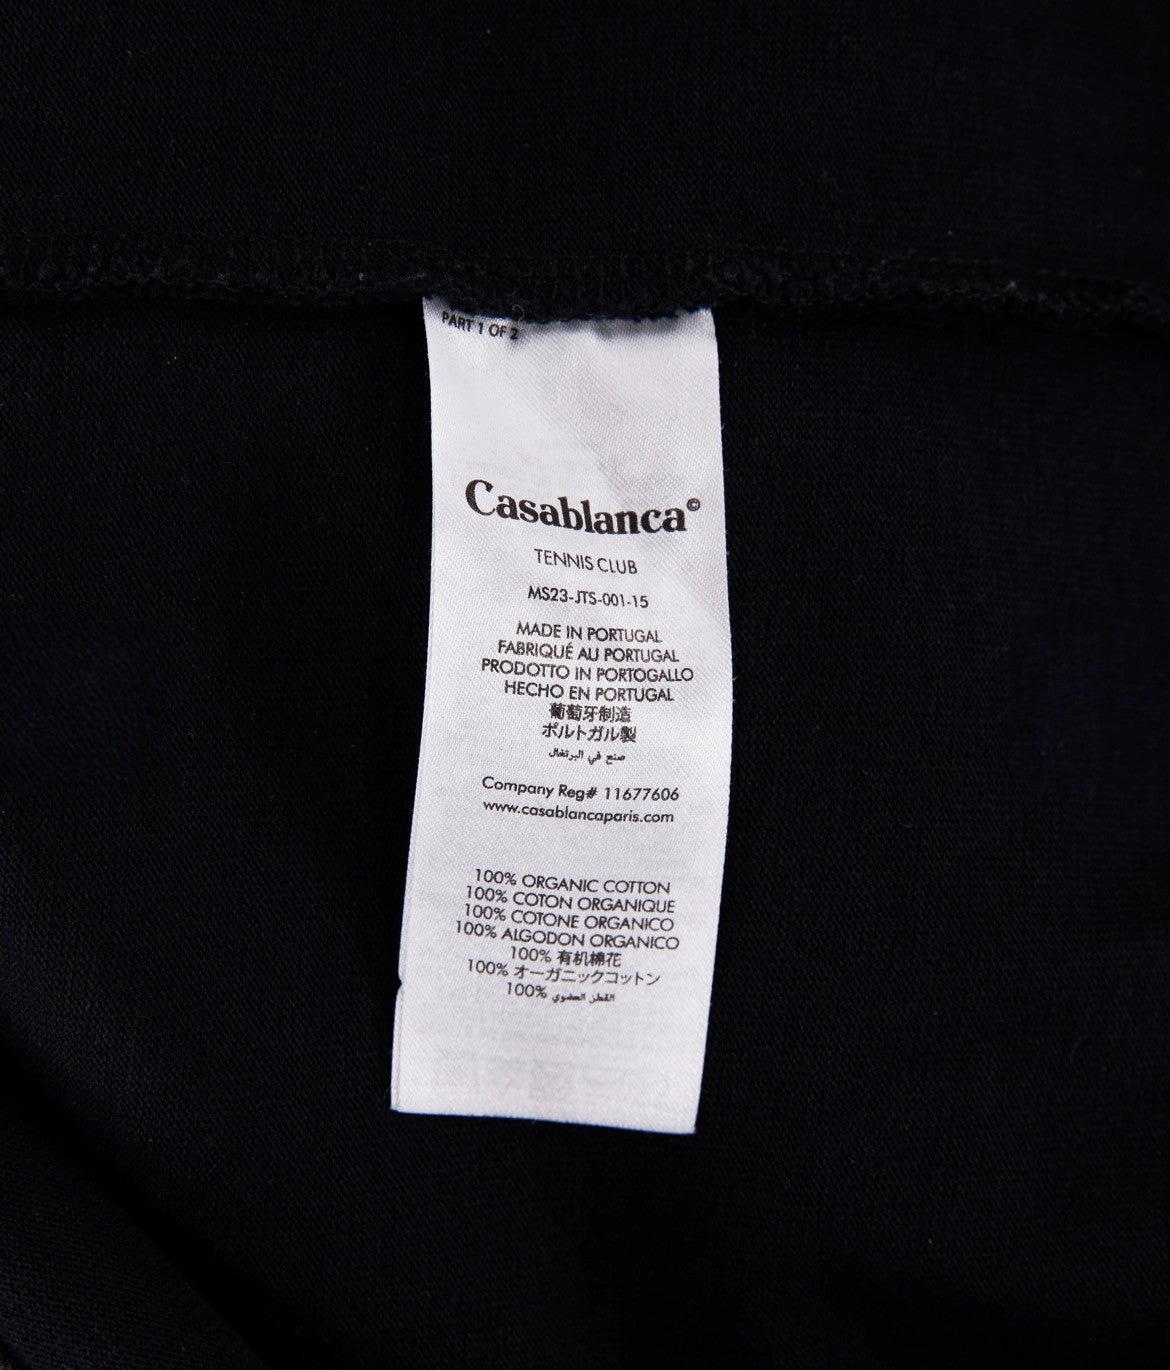 PART 1 OF 2
Casablanca©
TENNIS CLUB
MS23-JTS-001-15
MADE IN PORTUGAL
FABRIQUÉ AU PORTUGAL
PRODOTTO IN PORTOGALLO
HECHO EN PORTUGAL
葡萄牙制造
ポルトガル製
صنع في البرتغال
Company Reg# 11677606
www.casablancaparis.com
100% ORGANIC COTTON
100% COTON ORGANIQUE
100% COTONE ORGANICO
100% ALGODON ORGANICO
100% 有机棉花
100% オーガニックコットン
100% القطن العضوي